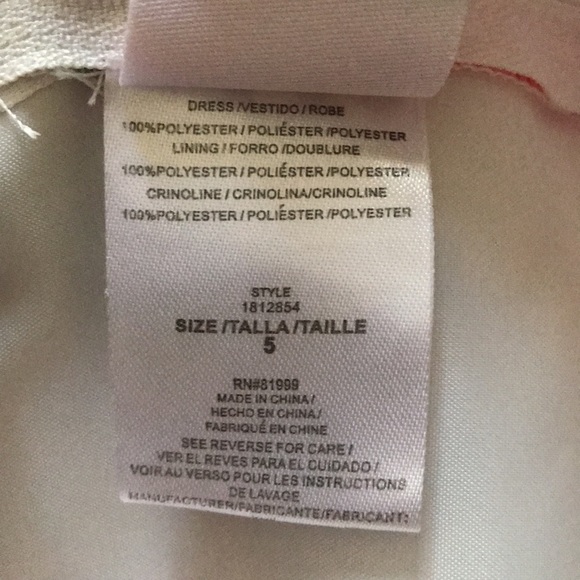 DRESS /VESTIDO / ROBE
100%POLYESTER / POLIÉSTER /POLYESTER
LINING / FORRO /DOUBLURE
100%POLYESTER / POLIÉSTER /POLYESTER
CRINOLINE / CRINOLINA/CRINOLINE
100%POLYESTER / POLIÉSTER /POLYESTER
STYLE
1812854
SIZE /TALLA /TAILLE
5
RN#81999
MADE IN CHINA /
HECHO EN CHINA /
FABRIQUÉ EN CHINE
SEE REVERSE FOR CARE /
VER EL REVES PARA EL CUIDADO /
VOIR AU VERSO POUR LES INSTRUCTIONS
DE LAVAGE
MANUFACTURER/FABRICANTE/FABRICANT: